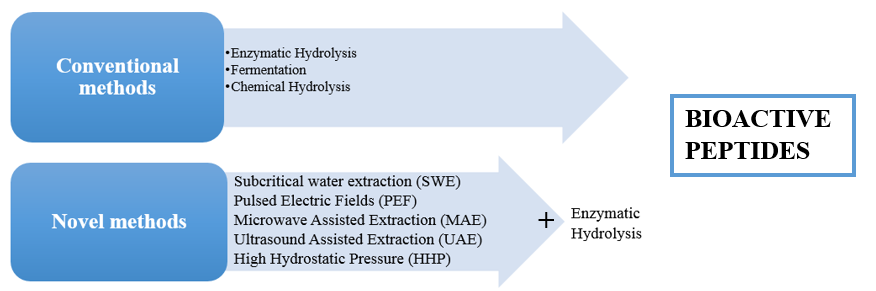 Conventional
methods
•Enzymatic Hydrolysis
•Fermentation
•Chemical Hydrolysis
BIOACTIVE
PEPTIDES
Novel methods
Subcritical water extraction (SWE)
Pulsed Electric Fields (PEF)
Microwave Assisted Extraction (MAE)
Ultrasound Assisted Extraction (UAE)
High Hydrostatic Pressure (HHP)
+
Enzymatic
Hydrolysis